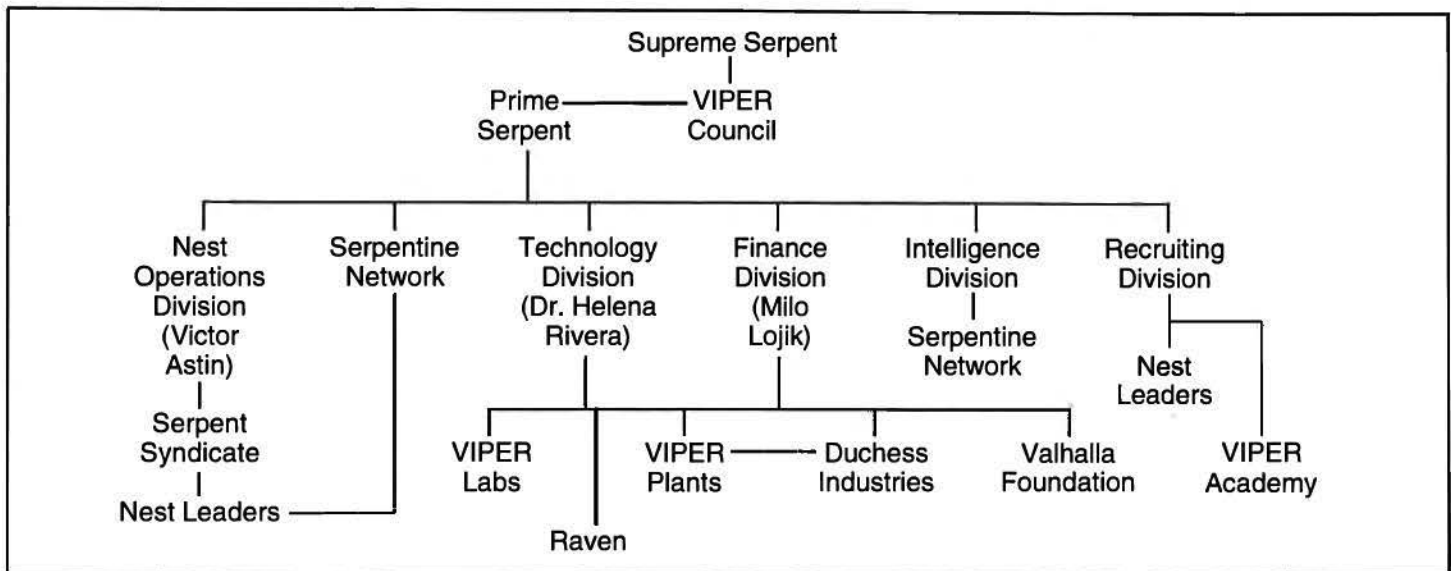 Supreme Serpent
Prime
Serpent
VIPER
Council
Nest
Operations
Division
(Victor
Astin)
Serpentine
Network
Technology
Division
(Dr. Helena
Rivera)
Finance
Division
(Milo
Lojik)
Intelligence
Division
Recruiting
Division
Serpent
Syndicate
Nest Leaders
Serpentine
Network
Nest
Leaders
VIPER
Labs
VIPER
Plants
Duchess
Industries
Valhalla
Foundation
VIPER
Academy
Raven